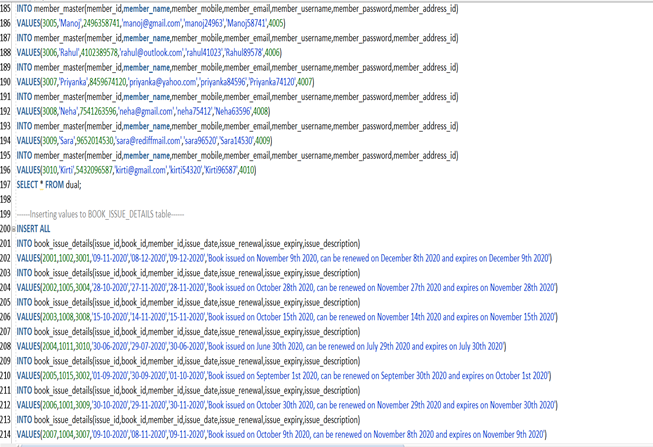 185 INTO member_master(member_id,member_name,member_mobile,member_email,member_username,member_password,member_address_id)
186 VALUES(3005,'Manoj',2496358741,'manoj@gmail.com','manoj24963','Manoj58741',4005)
187 INTO member_master(member_id,member_name,member_mobile,member_email,member_username,member_password,member_address_id)
188 VALUES(3006,'Rahul',4102389578,'rahul@outlook.com','rahul41023','Rahul89578',4006)
189 INTO member_master(member_id,member_name,member_mobile,member_email,member_username,member_password,member_address_id)
190 VALUES(3007,'Priyanka',8459674120,'priyanka@yahoo.com','priyanka84596','Priyanka74120',4007)
191 INTO member_master(member_id,member_name,member_mobile,member_email,member_username,member_password,member_address_id)
192 VALUES(3008,'Neha',7541263596,'neha@gmail.com','neha75412','Neha63596',4008)
193 INTO member_master(member_id,member_name,member_mobile,member_email,member_username,member_password,member_address_id)
194 VALUES(3009,'Sara',9652014530,'sara@rediffmail.com','sara96520','Sara14530',4009)
195 INTO member_master(member_id,member_name,member_mobile,member_email,member_username,member_password,member_address_id)
196 VALUES(3010,'Kirti',5432096587,'kirti@gmail.com','kirti54320','Kirti96587',4010)
197 SELECT * FROM dual;
198
199 ------Inserting values to BOOK_ISSUE_DETAILS table------
200 INSERT ALL
201 INTO book_issue_details(issue_id,book_id,member_id,issue_date,issue_renewal,issue_expiry,issue_description)
202 VALUES(2001,1002,3001,'09-11-2020','08-12-2020','09-12-2020','Book issued on November 9th 2020, can be renewed on December 8th 2020 and expires on December 9th 2020')
203 INTO book_issue_details(issue_id,book_id,member_id,issue_date,issue_renewal,issue_expiry,issue_description)
204 VALUES(2002,1005,3004,'28-10-2020','27-11-2020','28-11-2020','Book issued on October 28th 2020, can be renewed on November 27th 2020 and expires on November 28th 2020')
205 INTO book_issue_details(issue_id,book_id,member_id,issue_date,issue_renewal,issue_expiry,issue_description)
206 VALUES(2003,1008,3008,'15-10-2020','14-11-2020','15-11-2020','Book issued on October 15th 2020, can be renewed on November 14th 2020 and expires on November 15th 2020')
207 INTO book_issue_details(issue_id,book_id,member_id,issue_date,issue_renewal,issue_expiry,issue_description)
208 VALUES(2004,1011,3010,'30-06-2020','29-07-2020','30-06-2020','Book issued on June 30th 2020, can be renewed on July 29th 2020 and expires on July 30th 2020')
209 INTO book_issue_details(issue_id,book_id,member_id,issue_date,issue_renewal,issue_expiry,issue_description)
210 VALUES(2005,1015,3002,'01-09-2020','30-09-2020','01-10-2020','Book issued on September 1st 2020, can be renewed on September 30th 2020 and expires on October 1st 2020')
211 INTO book_issue_details(issue_id,book_id,member_id,issue_date,issue_renewal,issue_expiry,issue_description)
212 VALUES(2006,1001,3009,'30-10-2020','29-11-2020','30-11-2020','Book issued on October 30th 2020, can be renewed on November 29th 2020 and expires on November 30th 2020')
213 INTO book_issue_details(issue_id,book_id,member_id,issue_date,issue_renewal,issue_expiry,issue_description)
214 VALUES(2007,1004,3007,'09-10-2020','08-11-2020','09-11-2020','Book issued on October 9th 2020, can be renewed on November 8th 2020 and expires on November 9th 2020')